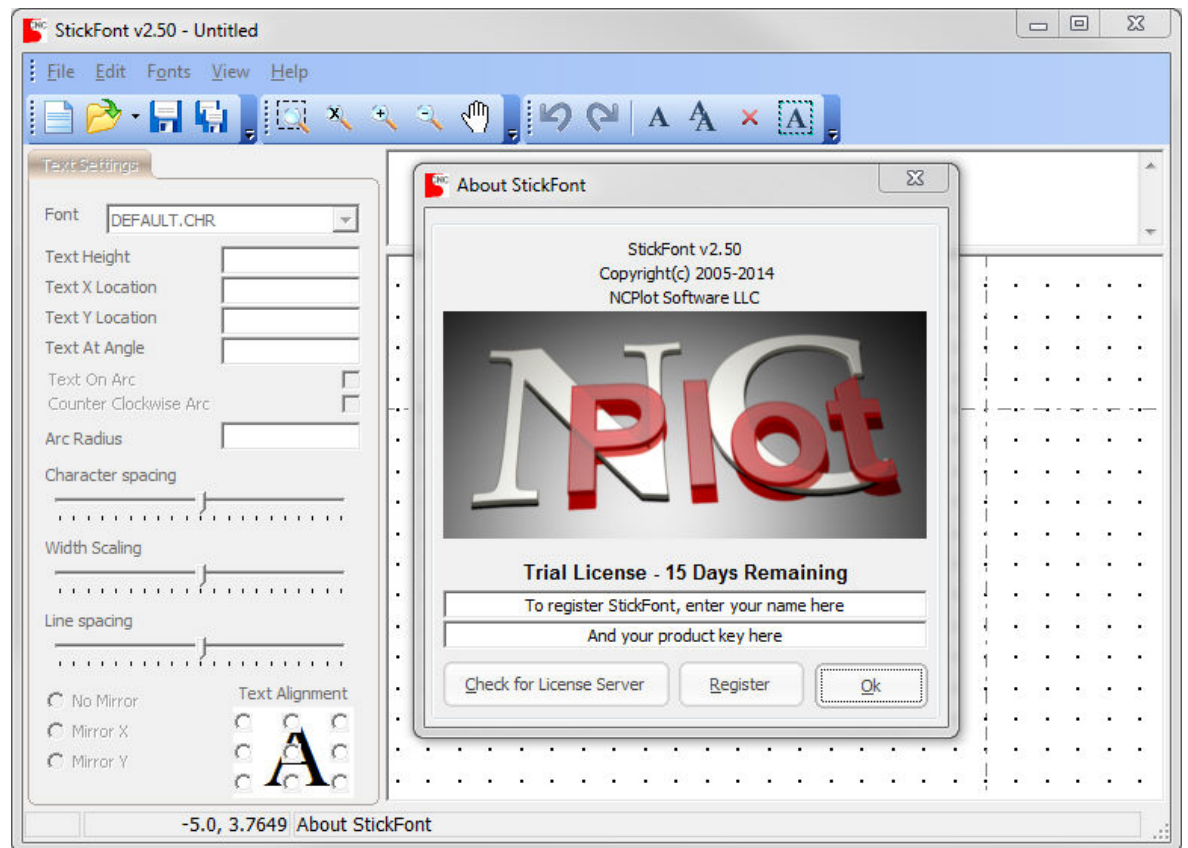 StickFont v2.50 - Untitled
File Edit Fonts View Help
Text Settings
Font DEFAULT.CHR
Text Height
Text X Location
Text Y Location
Text At Angle
Text On Arc
Counter Clockwise Arc
Arc Radius
Character spacing
Width Scaling
Line spacing
No Mirror
Mirror X
Mirror Y
Text Alignment
A
CNC
About StickFont
StickFont v2.50
Copyright(c) 2005-2014
NCPlot Software LLC
NC
Plot
Trial License - 15 Days Remaining
To register StickFont, enter your name here
And your product key here
Check for License Server Register Ok
-5.0, 3.7649 About StickFont